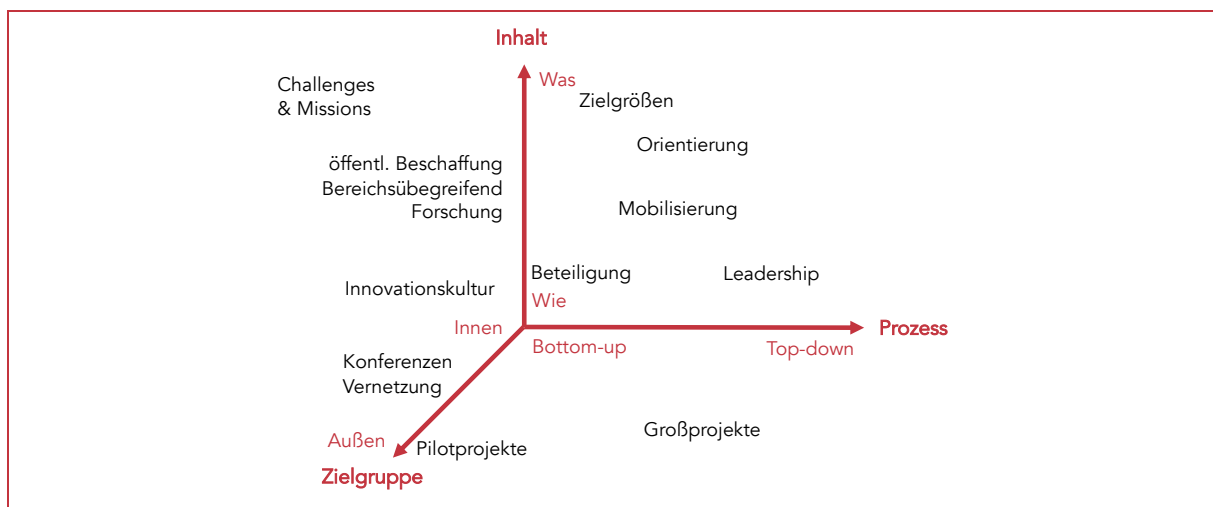 Inhalt
Was
Challenges
& Missions
Zielgrößen
Orientierung
öffentl. Beschaffung
Bereichsübegreifend
Forschung
Mobilisierung
Beteiligung
Leadership
Innovationskultur
Wie
Innen
Prozess
Bottom-up
Top-down
Konferenzen
Vernetzung
Großprojekte
Außen
Pilotprojekte
Zielgruppe